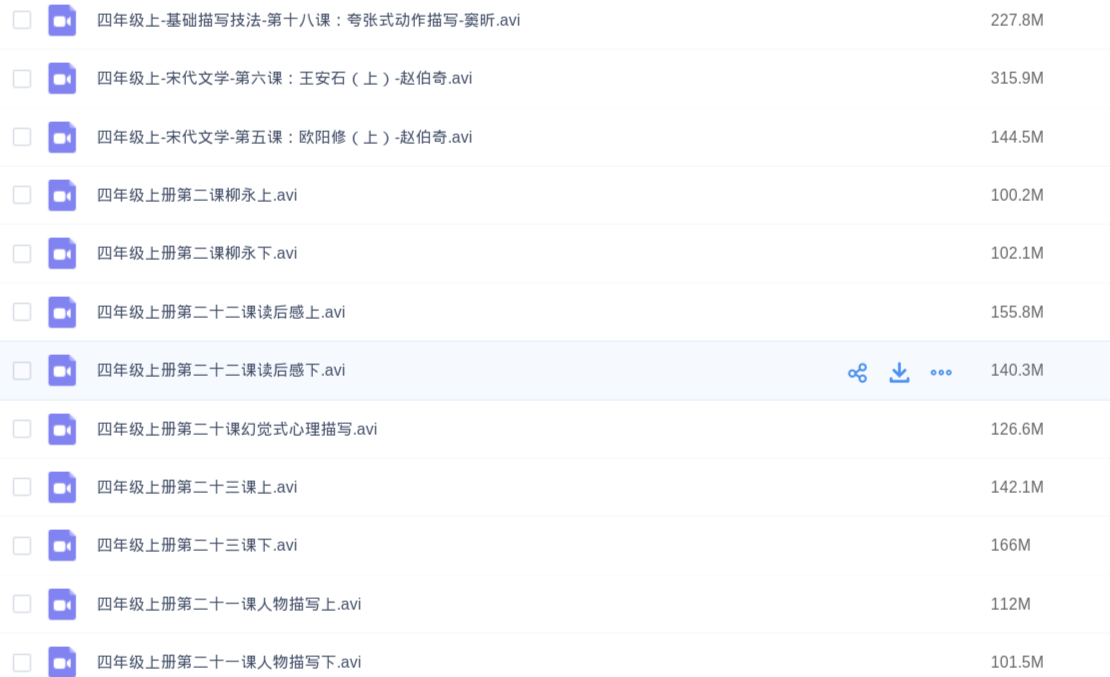 四年级上-基础描写技法-第十八课：夸张式动作描写-窦昕.avi 227.8M
四年级上-宋代文学-第六课：王安石（上）-赵伯奇.avi 315.9M
四年级上-宋代文学-第五课：欧阳修（上）-赵伯奇.avi 144.5M
四年级上册第二课柳永上.avi 100.2M
四年级上册第二课柳永下.avi 102.1M
四年级上册第二十二课读后感上.avi 155.8M
四年级上册第二十二课读后感下.avi 140.3M
四年级上册第二十课幻觉式心理描写.avi 126.6M
四年级上册第二十三课上.avi 142.1M
四年级上册第二十三课下.avi 166M
四年级上册第二十一课人物描写上.avi 112M
四年级上册第二十一课人物描写下.avi 101.5M